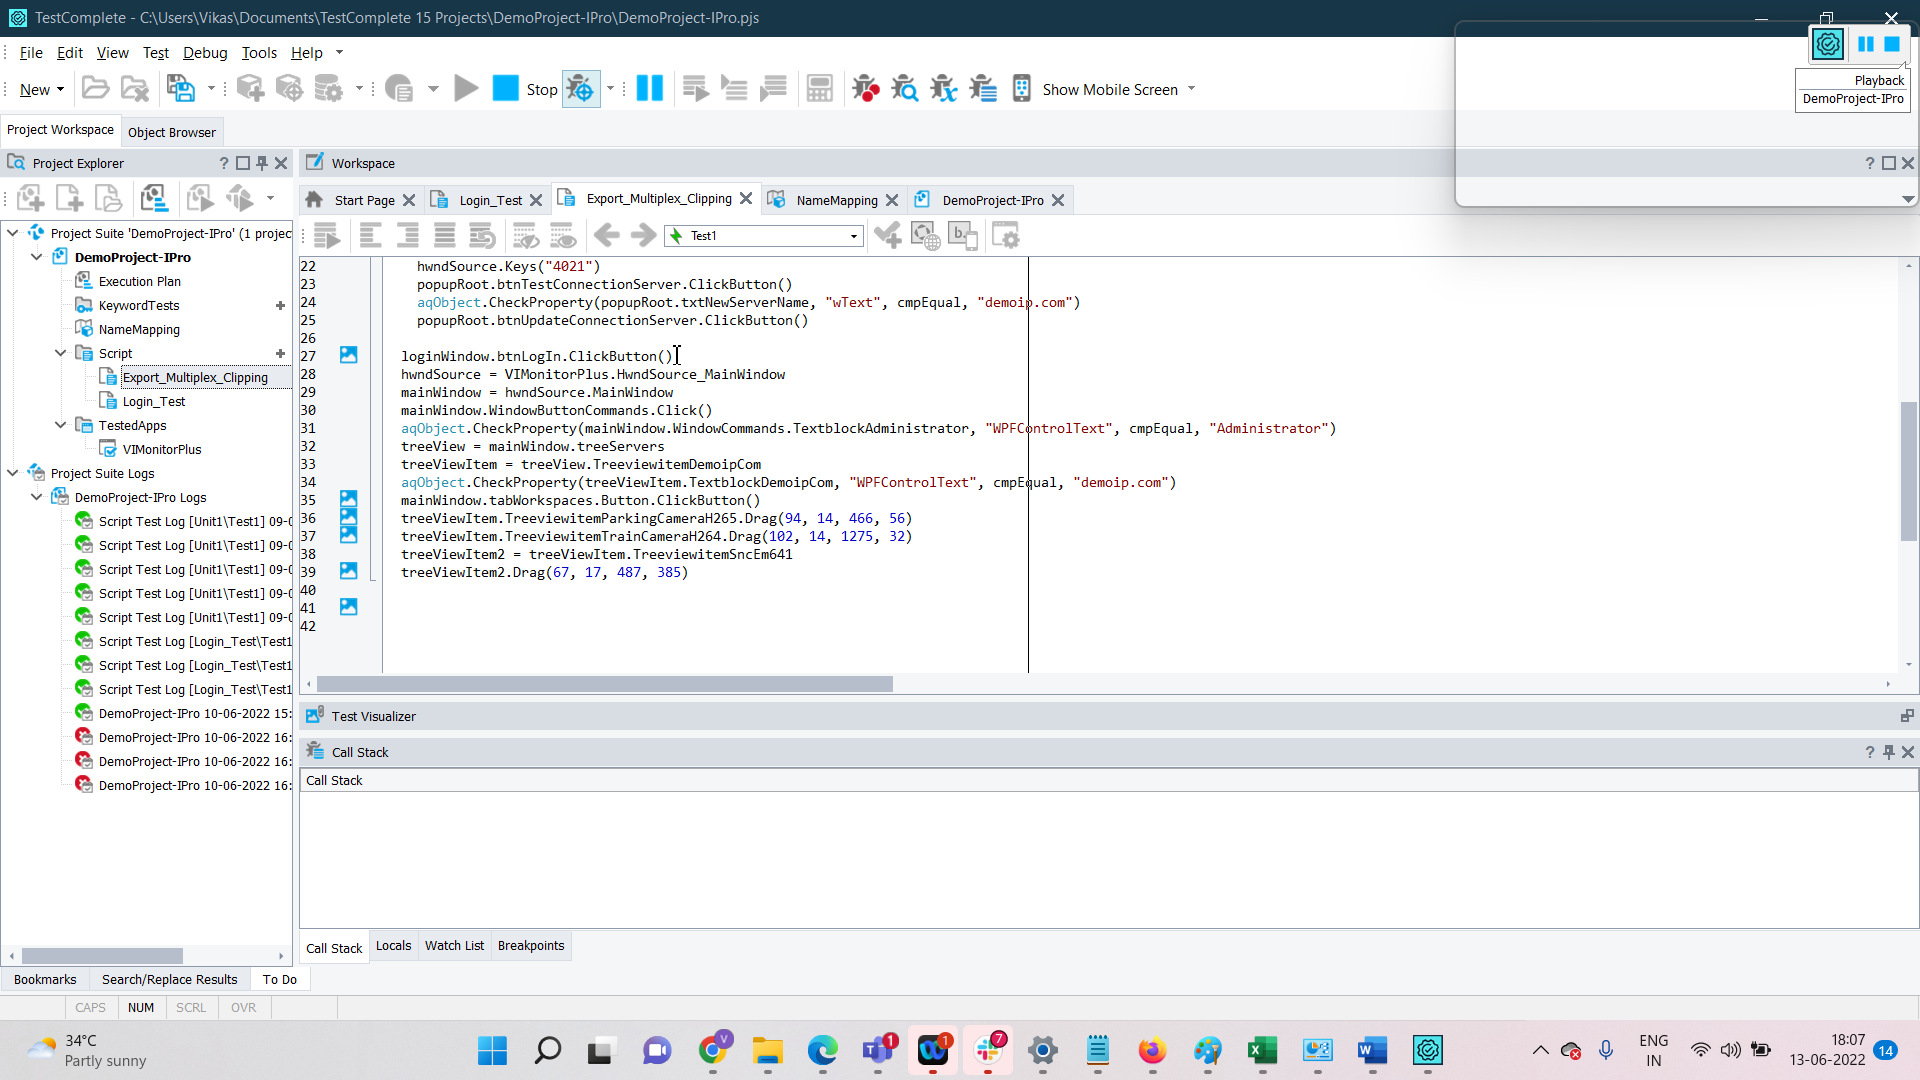 TestComplete - C:\Users\Vikas\Documents\TestComplete 15 Projects\DemoProject-IPro\DemoProject-IPro.pjs
File Edit View Test Debug Tools Help
New Stop Show Mobile Screen
Playback
DemoProject-IPro
Project Workspace Object Browser
Project Explorer
Workspace
Start Page Login_Test Export_Multiplex_Clipping NameMapping DemoProject-IPro
Test1
Project Suite 'DemoProject-IPro' (1 projec
DemoProject-IPro
Execution Plan
KeywordTests
NameMapping
Script
Export_Multiplex_Clipping
Login_Test
TestedApps
VIMonitorPlus
Project Suite Logs
DemoProject-IPro Logs
Script Test Log [Unit1\Test1] 09-0
Script Test Log [Unit1\Test1] 09-0
Script Test Log [Unit1\Test1] 09-0
Script Test Log [Unit1\Test1] 09-0
Script Test Log [Unit1\Test1] 09-0
Script Test Log [Login_Test\Test1
Script Test Log [Login_Test\Test1
Script Test Log [Login_Test\Test1
DemoProject-IPro 10-06-2022 15:
DemoProject-IPro 10-06-2022 16:
DemoProject-IPro 10-06-2022 16:
DemoProject-IPro 10-06-2022 16:
22 hwndSource.Keys("4021")
23 popupRoot.btnTestConnectionServer.ClickButton()
24 aqObject.CheckProperty(popupRoot.txtNewServerName, "wText", cmpEqual, "demoip.com")
25 popupRoot.btnUpdateConnectionServer.ClickButton()
26
27 loginWindow.btnLogIn.ClickButton()
28 hwndSource = VIMonitorPlus.HwndSource_MainWindow
29 mainWindow = hwndSource.MainWindow
30 mainWindow.WindowButtonCommands.Click()
31 aqObject.CheckProperty(mainWindow.WindowCommands.TextblockAdministrator, "WPFControlText", cmpEqual, "Administrator")
32 treeView = mainWindow.treeServers
33 treeViewItem = treeView.TreeviewitemDemoipCom
34 aqObject.CheckProperty(treeViewItem.TextblockDemoipCom, "WPFControlText", cmpEqual, "demoip.com")
35 mainWindow.tabWorkspaces.Button.ClickButton()
36 treeViewItem.TreeviewitemParkingCameraH265.Drag(94, 14, 466, 56)
37 treeViewItem.TreeviewitemTrainCameraH264.Drag(102, 14, 1275, 32)
38 treeViewItem2 = treeViewItem.TreeviewitemSncEm641
39 treeViewItem2.Drag(67, 17, 487, 385)
40
41
42
Test Visualizer
Call Stack
Call Stack
Call Stack Locals Watch List Breakpoints
Bookmarks Search/Replace Results To Do
CAPS NUM SCRL OVR
34°C
Partly sunny
V
1
1
7
ENG
IN
18:07
13-06-2022
14